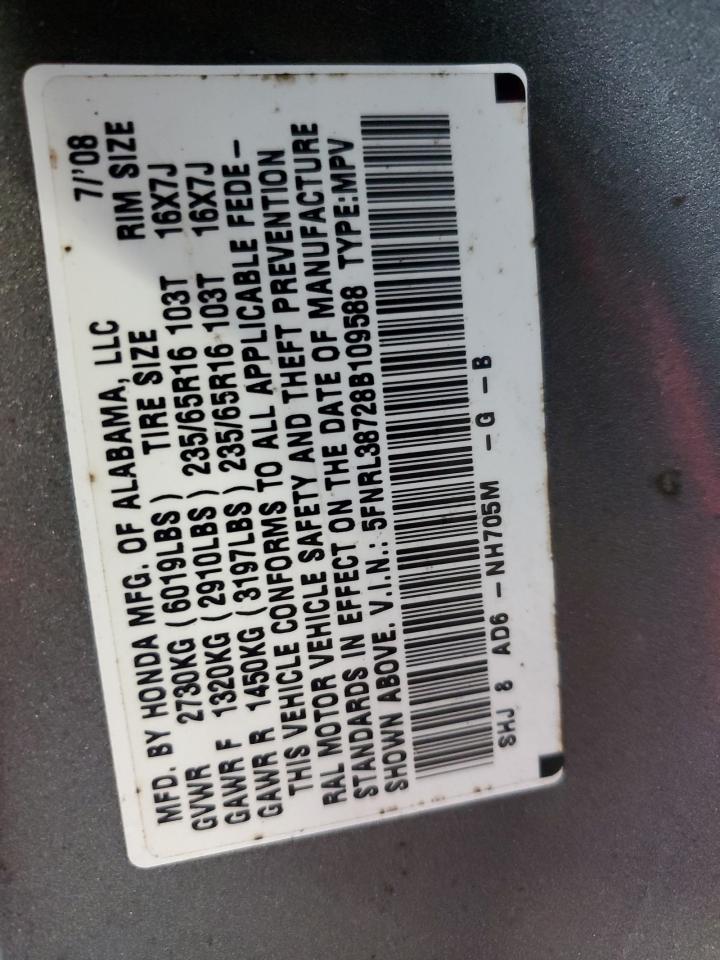 MFD. BY HONDA MFG. OF ALABAMA, LLC 7/'08
GVWR 2730KG (6019LBS) TIRE SIZE RIM SIZE
GAWR F 1320KG (2910LBS) 235/65R16 103T 16X7J
GAWR R 1450KG (3197LBS) 235/65R16 103T 16X7J
THIS VEHICLE CONFORMS TO ALL APPLICABLE FEDE-
RAL MOTOR VEHICLE SAFETY AND THEFT PREVENTION
STANDARDS IN EFFECT ON THE DATE OF MANUFACTURE
SHOWN ABOVE. V.I.N.: 5FNRL38728B109588 TYPE:MPV
SHJ 8 AD6 - NH705M - G - B